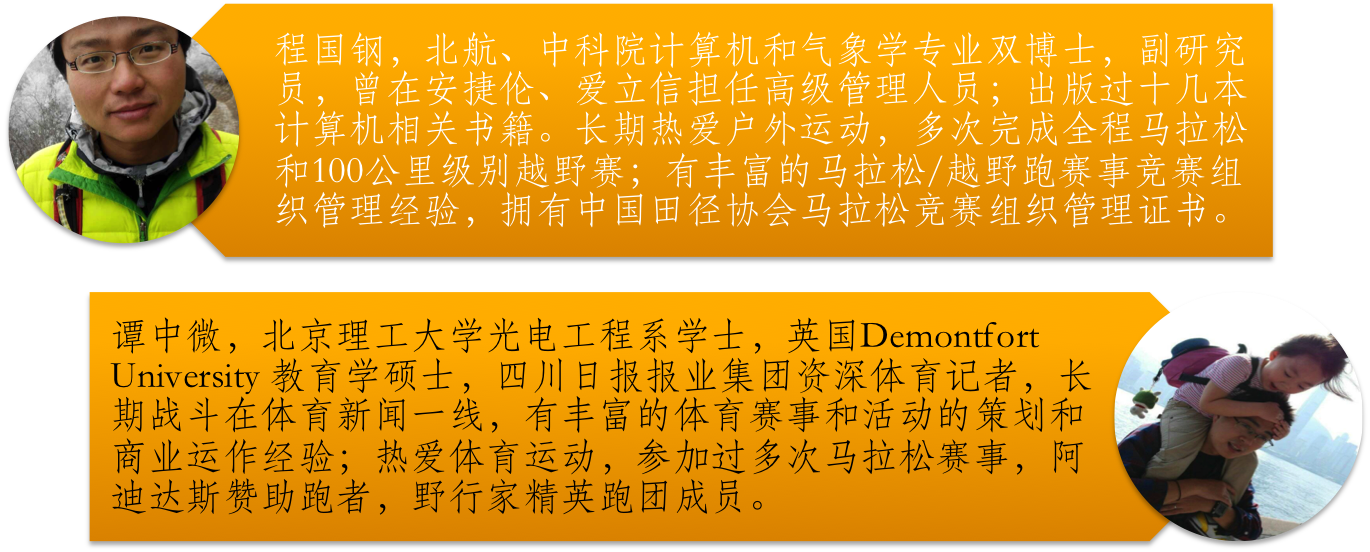 程国钢，北航、中科院计算机和气象学专业双博士，副研究
员，曾在安捷伦、爱立信担任高级管理人员；出版过十几本
计算机相关书籍。长期热爱户外运动，多次完成全程马拉松
和100公里级别越野赛；有丰富的马拉松/越野跑赛事竞赛组
织管理经验，拥有中国田径协会马拉松竞赛组织管理证书。
谭中微，北京理工大学光电工程系学士，英国Demontfort
University 教育学硕士，四川日报报业集团资深体育记者，长
期战斗在体育新闻一线，有丰富的体育赛事和活动的策划和
商业运作经验；热爱体育运动，参加过多次马拉松赛事，阿
迪达斯赞助跑者，野行家精英跑团成员。